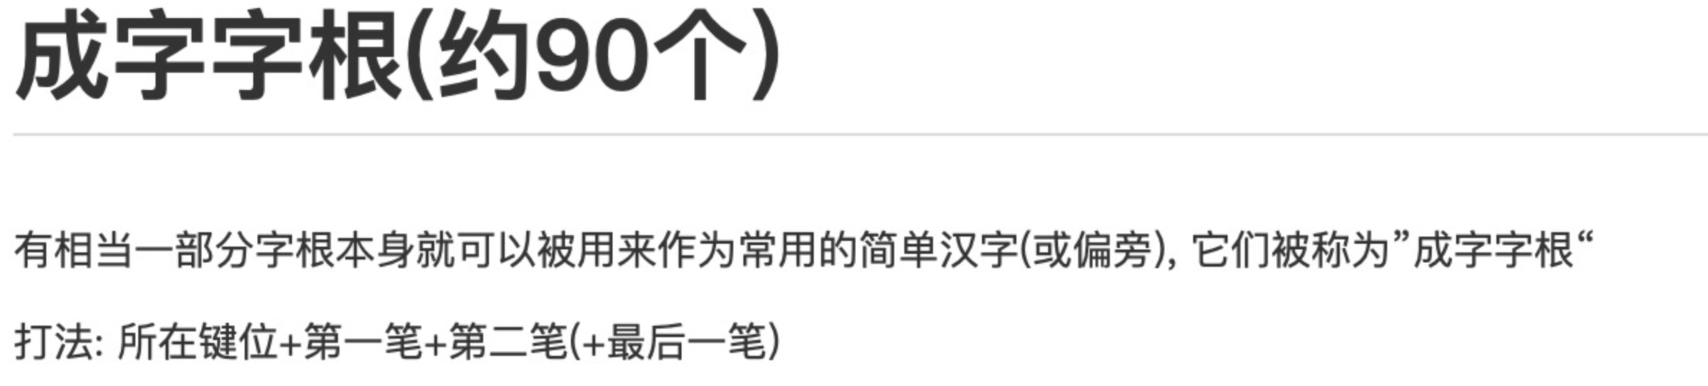 成字字根(约90个)
有相当一部分字根本身就可以被用来作为常用的简单汉字(或偏旁), 它们被称为”成字字根“
打法: 所在键位+第一笔+第二笔(+最后一笔)